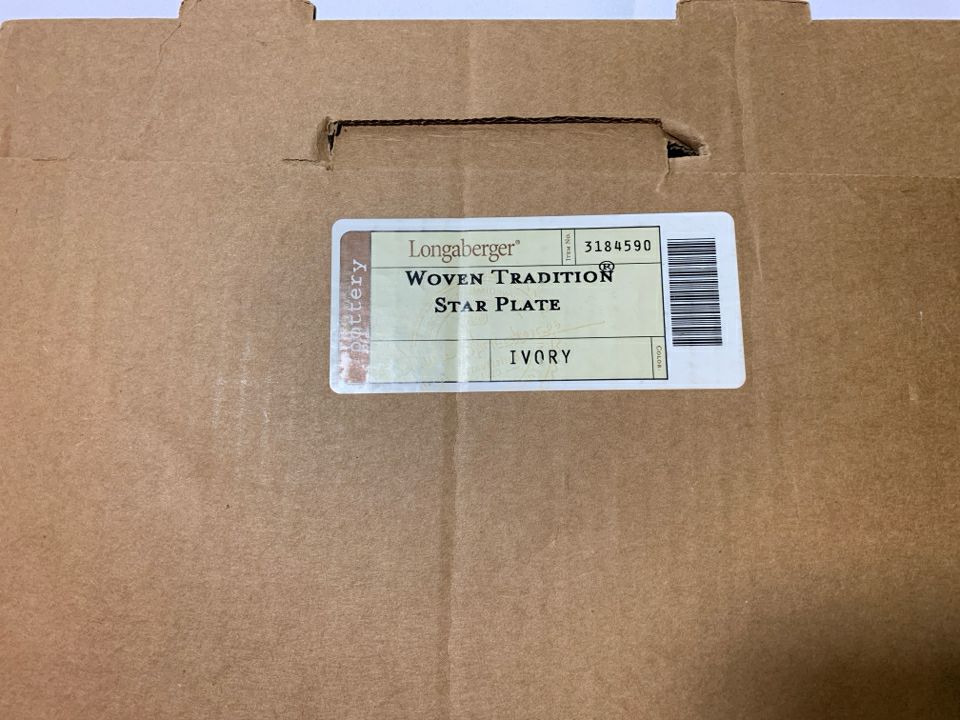 Longaberger®
ITEM NO.
3184590
WOVEN TRADITION®
STAR PLATE
IVORY
COLOR
pottery